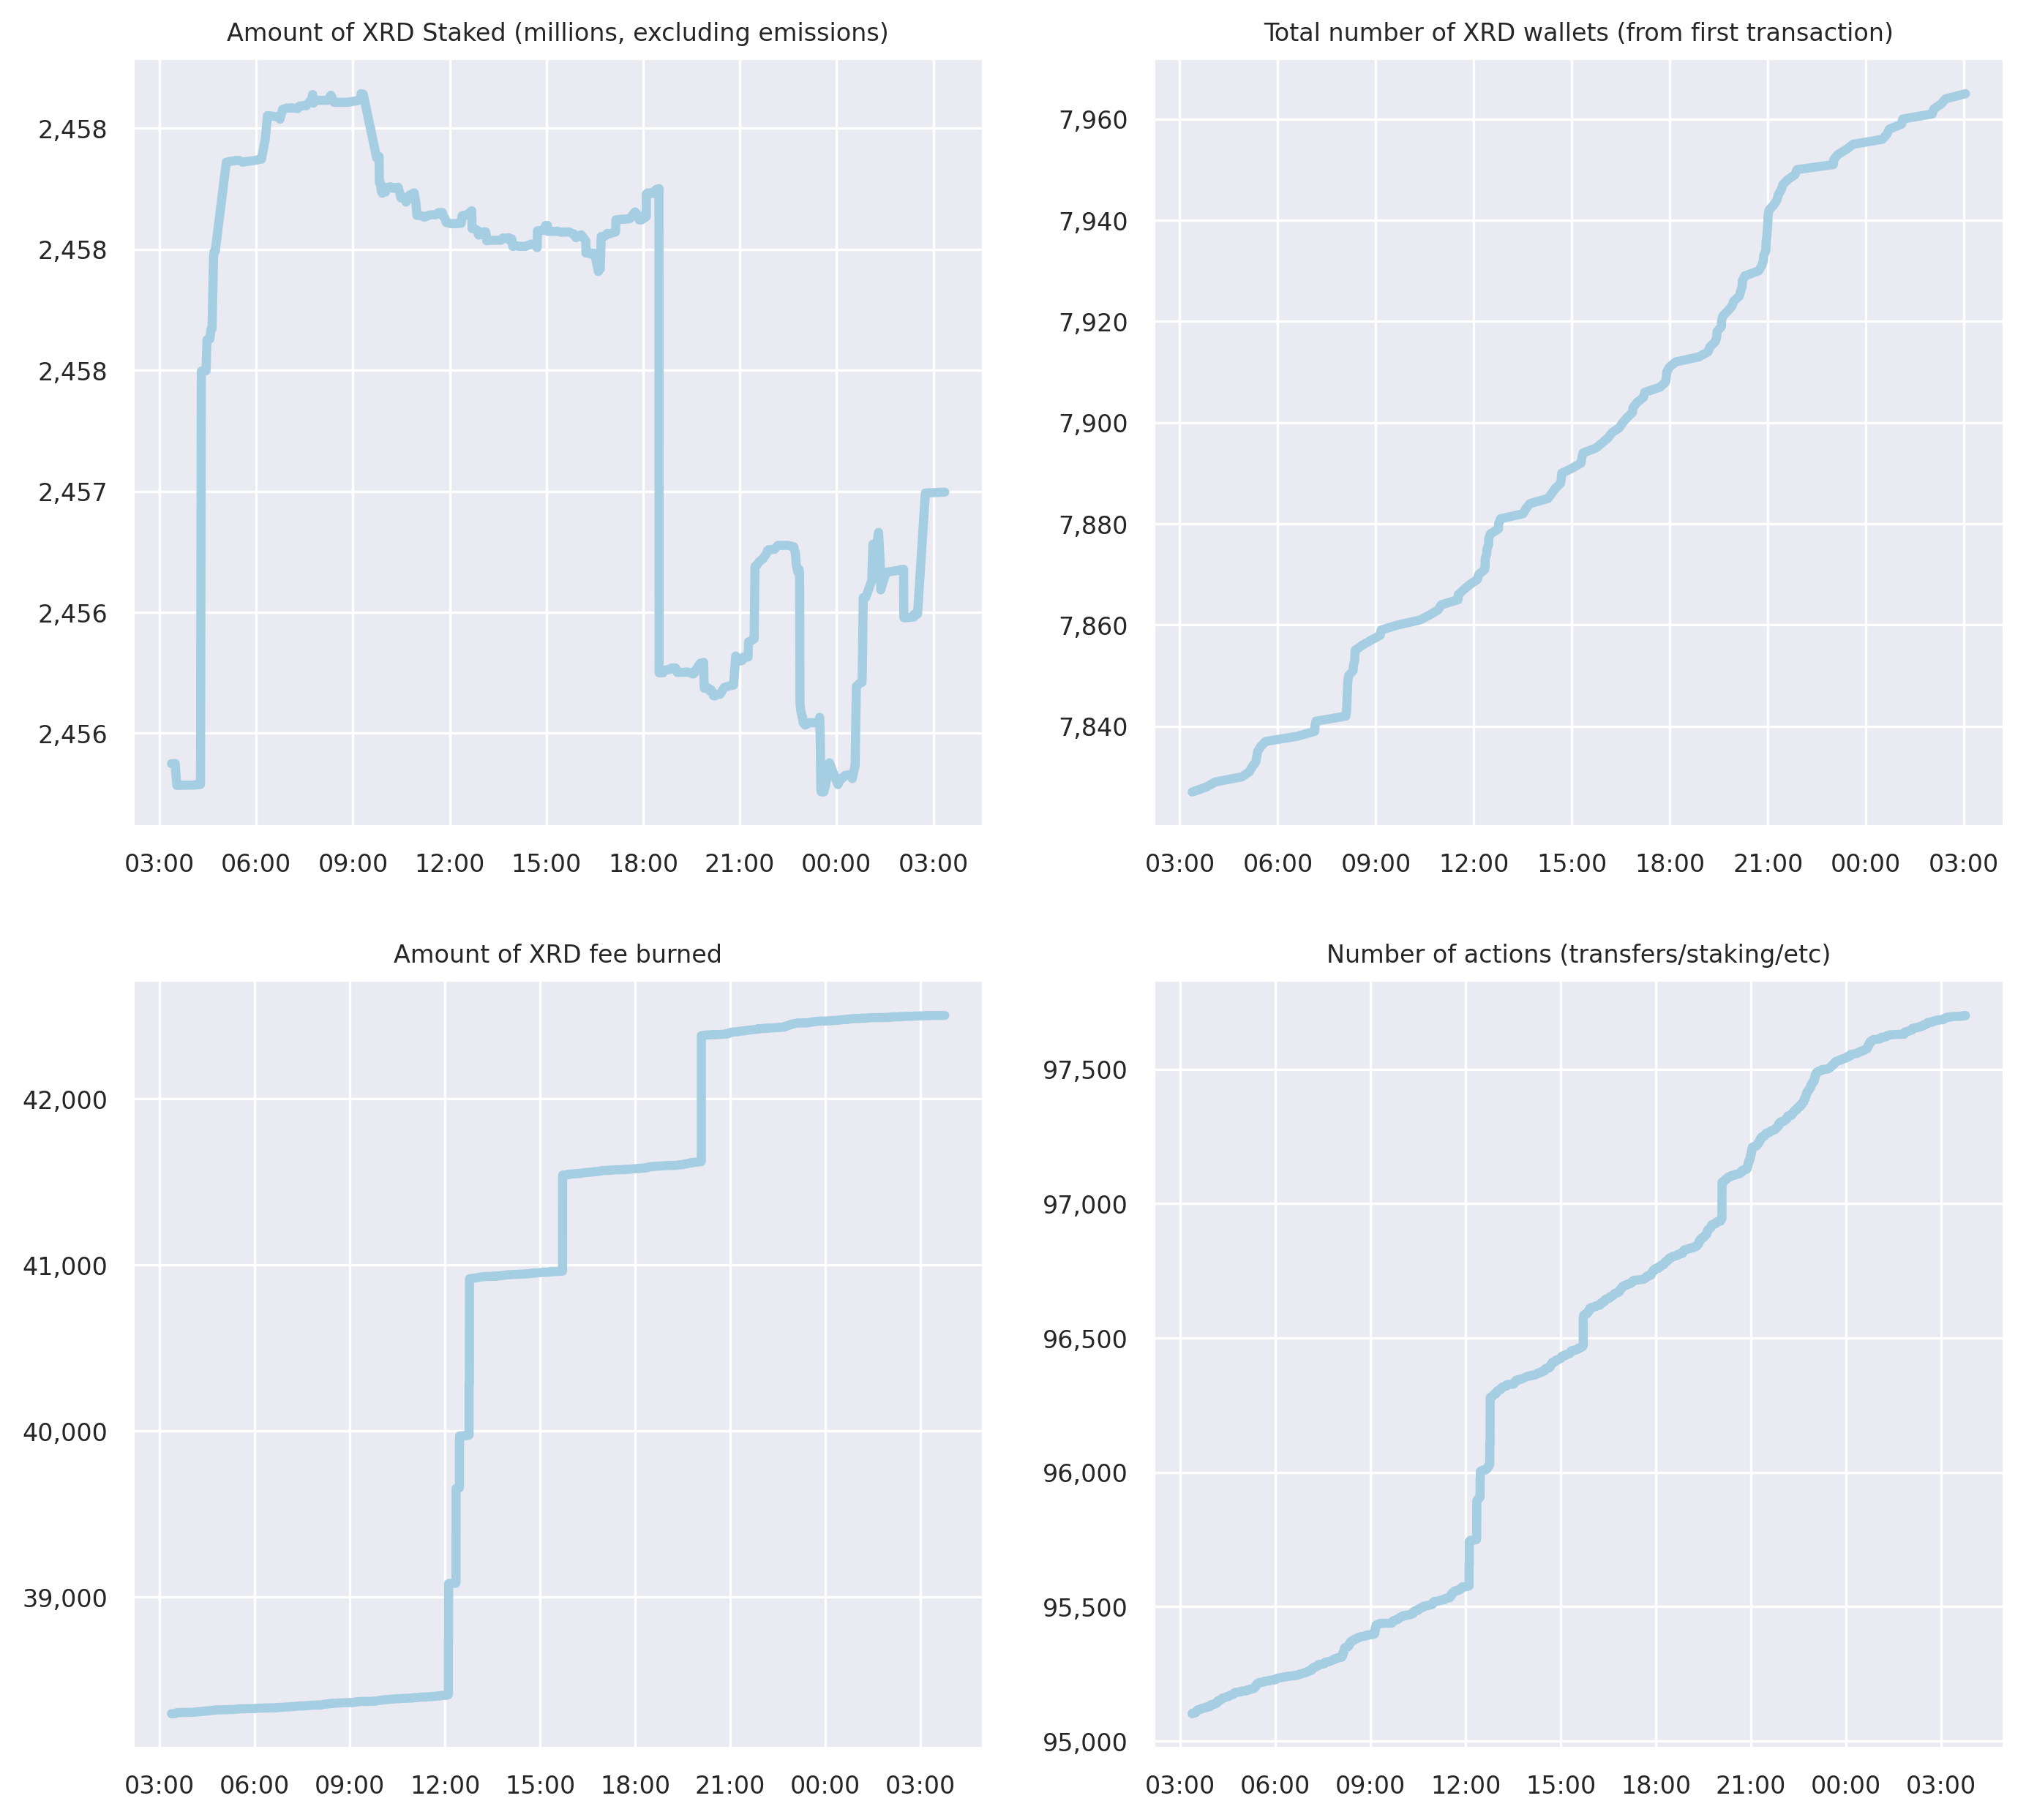 Amount of XRD Staked (millions, excluding emissions)
2,458
2,458
2,458
2,457
2,456
2,456
03:00 06:00 09:00 12:00 15:00 18:00 21:00 00:00 03:00
Total number of XRD wallets (from first transaction)
7,960
7,940
7,920
7,900
7,880
7,860
7,840
03:00 06:00 09:00 12:00 15:00 18:00 21:00 00:00 03:00
Amount of XRD fee burned
42,000
41,000
40,000
39,000
03:00 06:00 09:00 12:00 15:00 18:00 21:00 00:00 03:00
Number of actions (transfers/staking/etc)
97,500
97,000
96,500
96,000
95,500
95,000
03:00 06:00 09:00 12:00 15:00 18:00 21:00 00:00 03:00